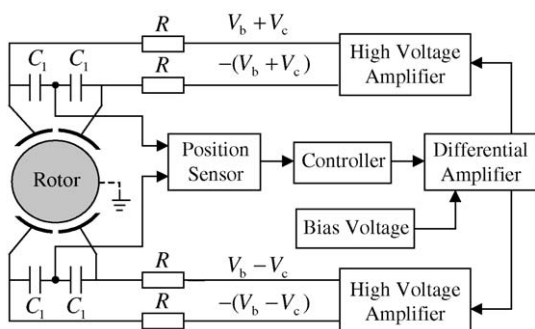 R
V_b + V_c
High Voltage
Amplifier
C_1
C_1
R
−(V_b + V_c)
Rotor
Position
Sensor
Controller
Differential
Amplifier
Bias Voltage
C_1
C_1
R
V_b − V_c
R
−(V_b − V_c)
High Voltage
Amplifier